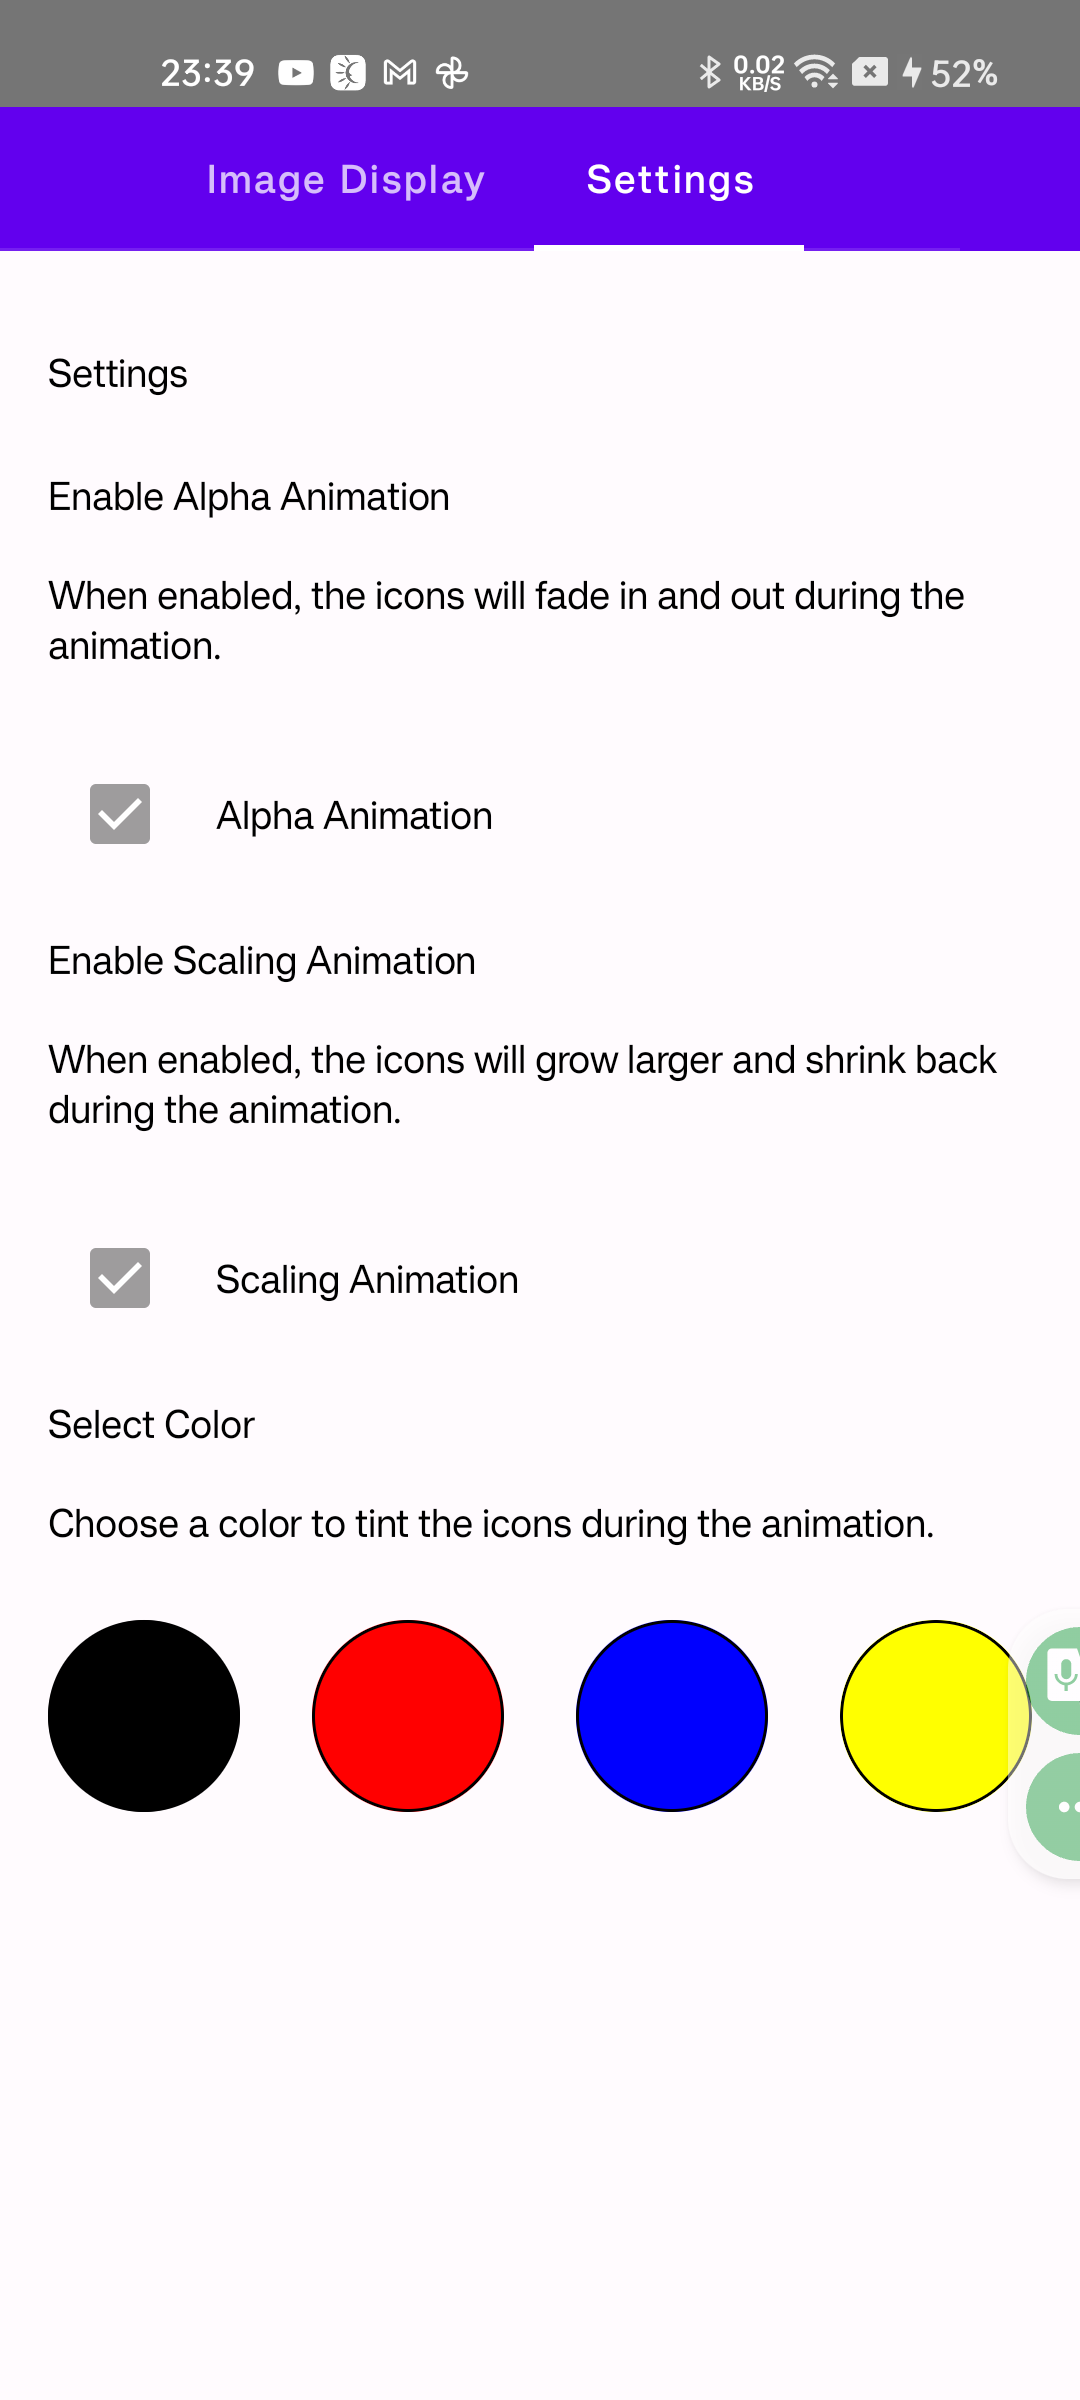 23:39 0.02 KB/S 52%
Image Display Settings
Settings
Enable Alpha Animation
When enabled, the icons will fade in and out during the
animation.
Alpha Animation
Enable Scaling Animation
When enabled, the icons will grow larger and shrink back
during the animation.
Scaling Animation
Select Color
Choose a color to tint the icons during the animation.